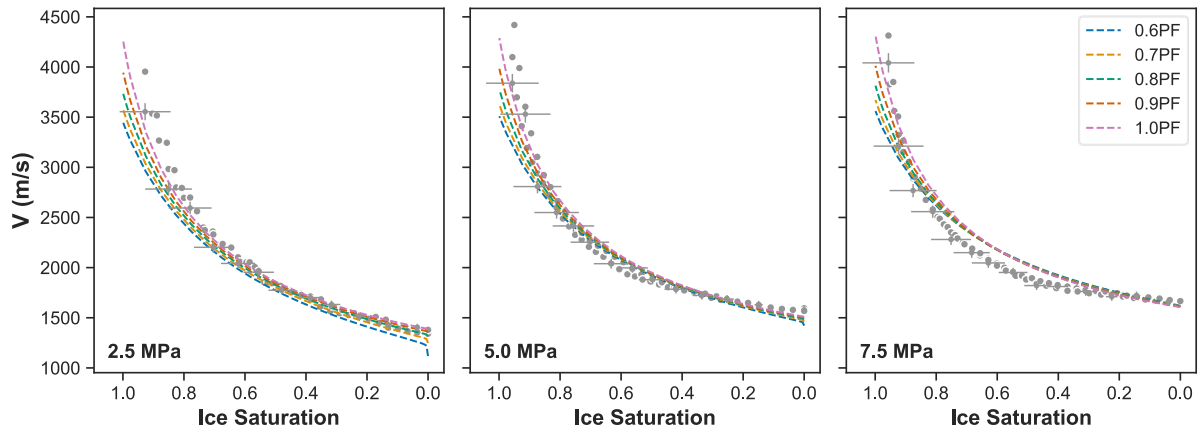 4500
4000
3500
3000
2500
2000
1500
1000
V (m/s)
2.5 MPa
1.0 0.8 0.6 0.4 0.2 0.0
Ice Saturation
5.0 MPa
1.0 0.8 0.6 0.4 0.2 0.0
Ice Saturation
0.6PF
0.7PF
0.8PF
0.9PF
1.0PF
7.5 MPa
1.0 0.8 0.6 0.4 0.2 0.0
Ice Saturation